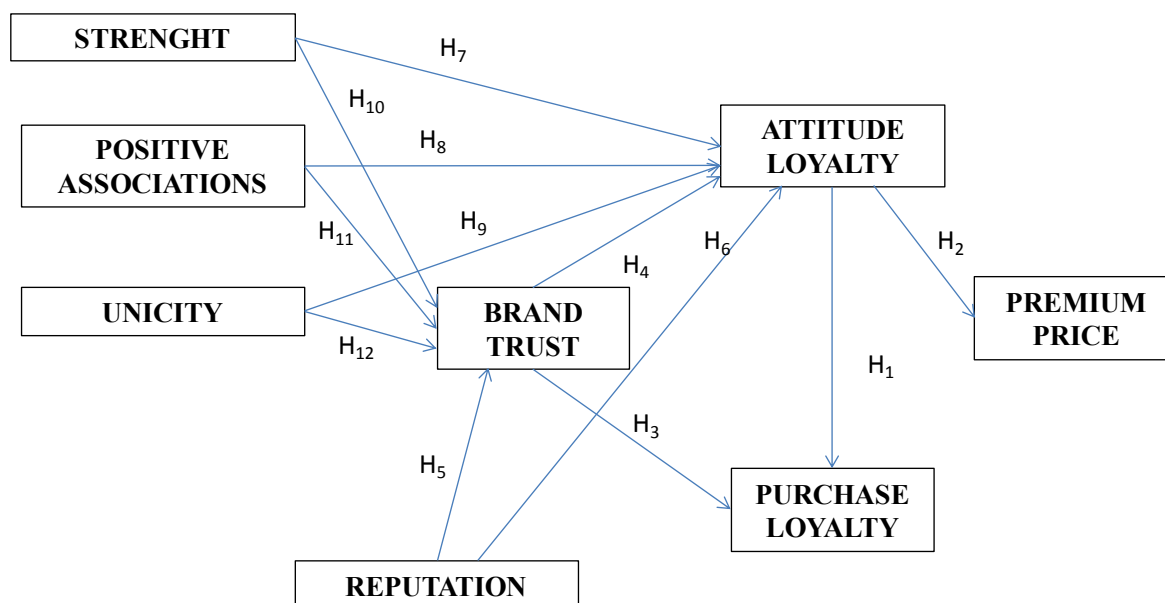 STRENGHT
H7
H10
ATTITUDE
LOYALTY
POSITIVE
ASSOCIATIONS
H8
H11
H9
H6
H2
H4
UNICITY
BRAND
TRUST
PREMIUM
PRICE
H12
H1
H3
H5
PURCHASE
LOYALTY
REPUTATION